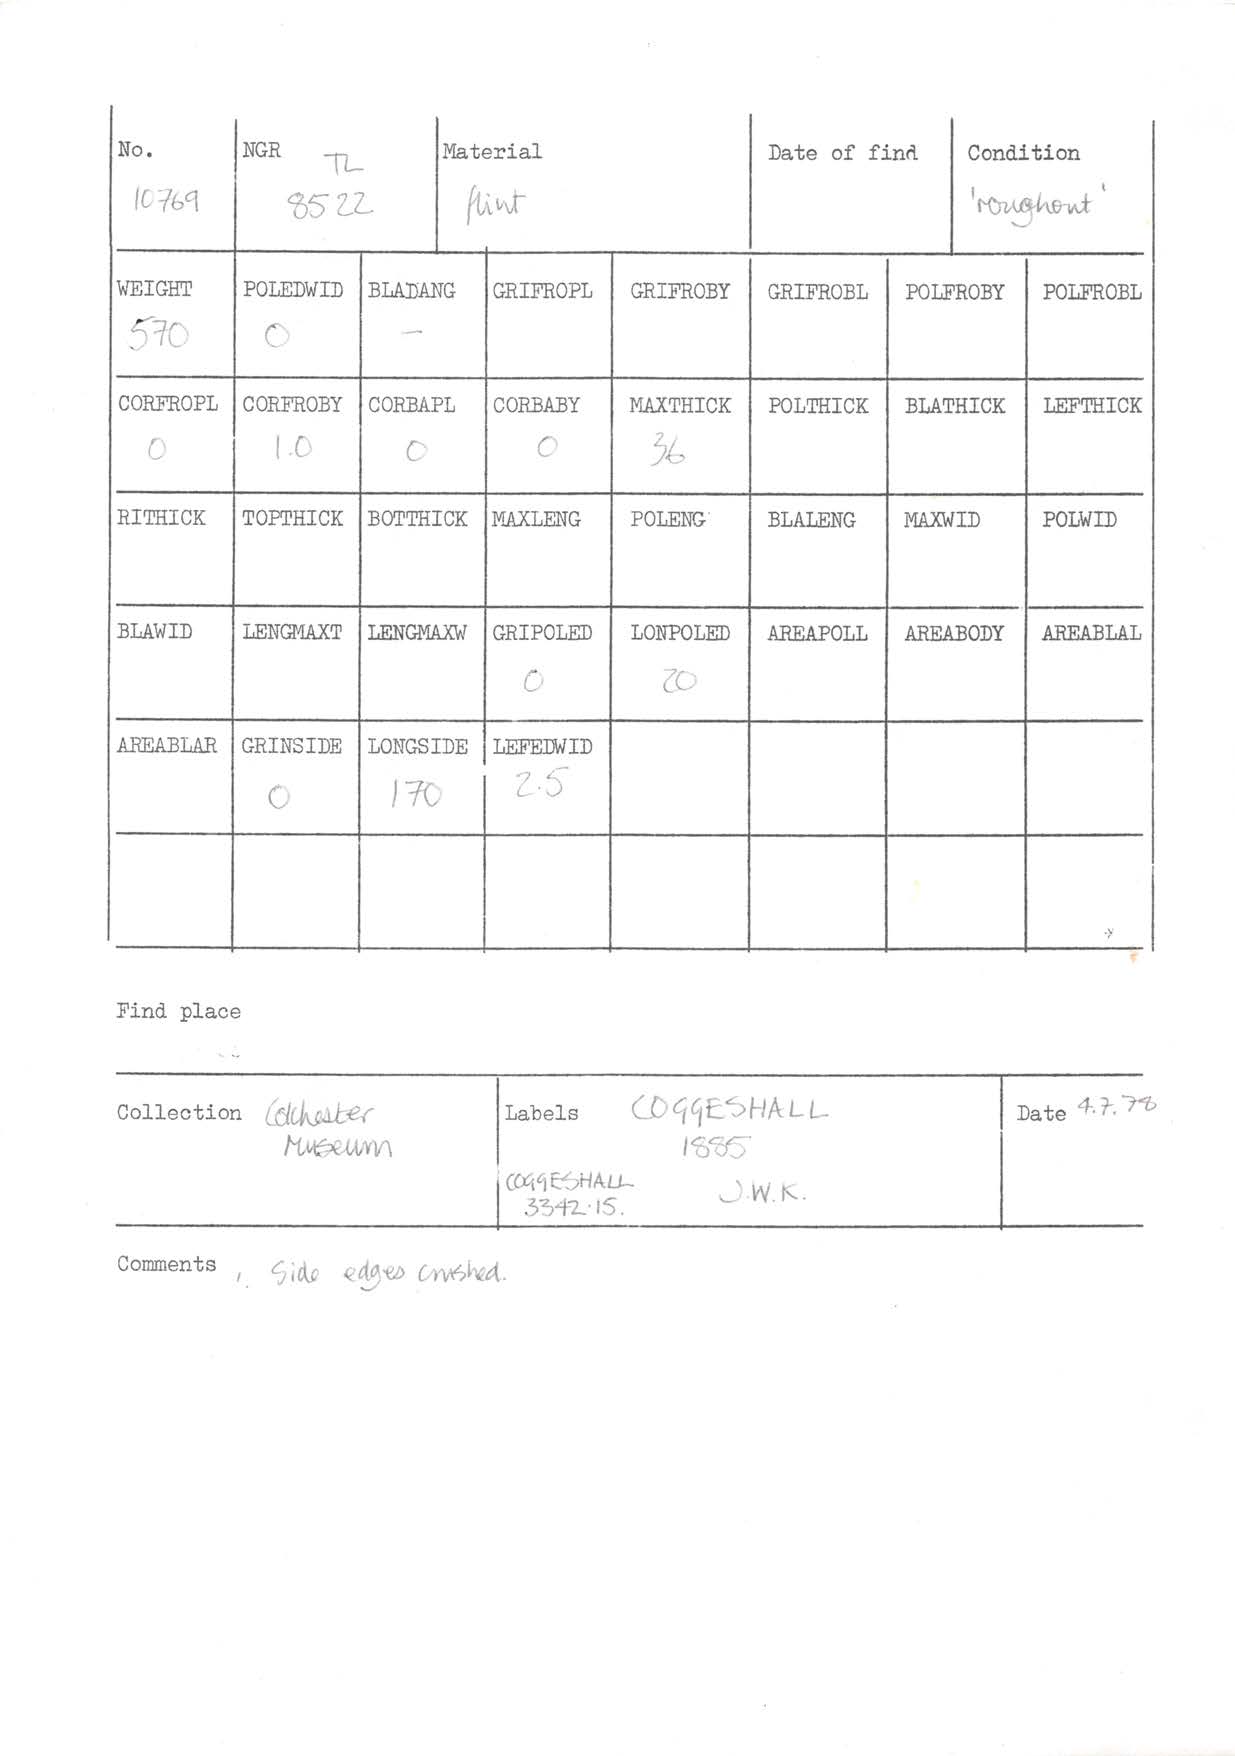 No. NGR TL Material Date of find Condition
10769 8522 flint 'roughout'
WEIGHT POLEDWID BLADANG GRIFROPL GRIFROBY GRIFROBL POLFROBY POLFROBL
570 0 –
CORFROPL CORFROBY CORBAPL CORBABY MAXTHICK POLTHICK BLATHICK LEFTHICK
0 1.0 0 0 36
RITHICK TOPTHICK BOTTHICK MAXLENG POLENG BLALENG MAXWID POLWID
BLAWID LENGMAXT LENGMAXW GRIPOLED LONPOLED AREAPOLL AREABODY AREABLAL
0 20
AREABLAR GRINSIDE LONGSIDE LEFEDWID
0 170 2.5
Find place
Collection Colchester
Museum
Labels COGGESHALL
1885
COGGESHALL
3342.15.
J.W.K.
Date 4.7.78
Comments Side edges crushed.